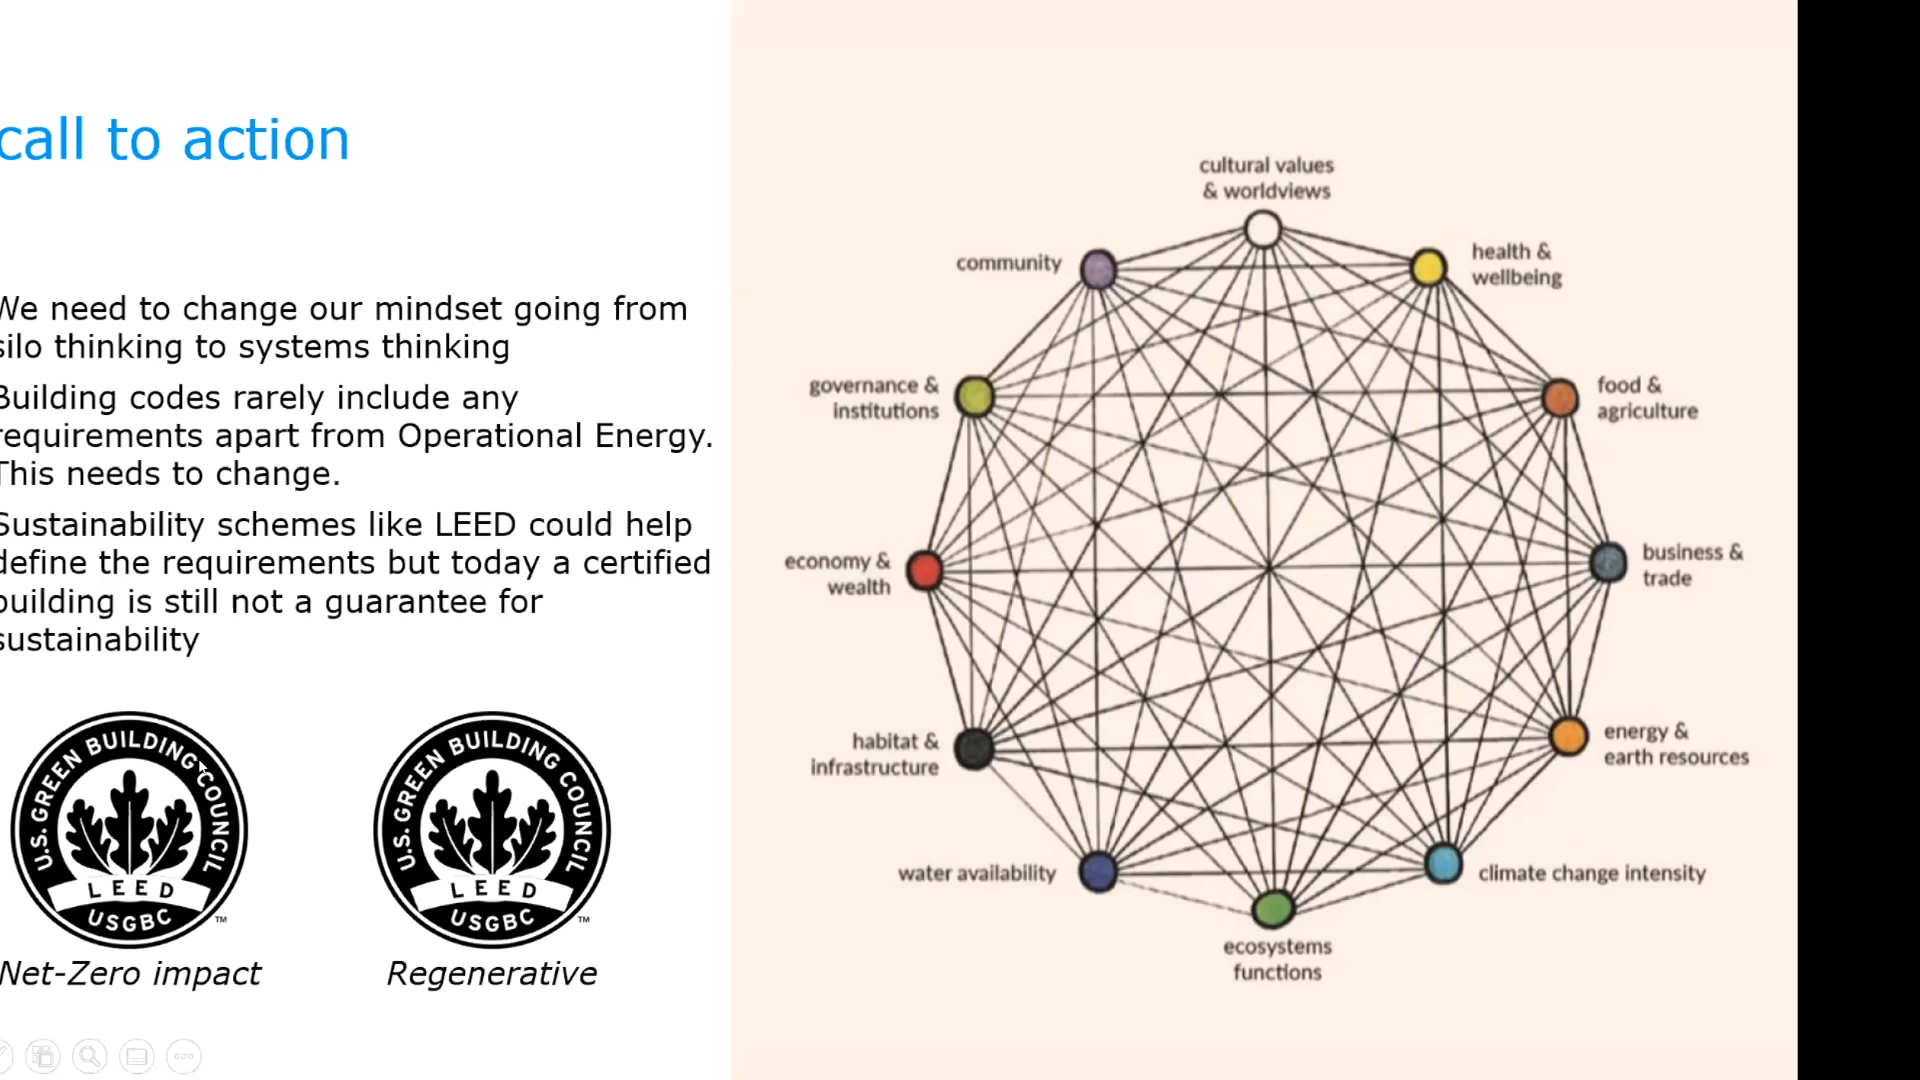 call to action
We need to change our mindset going from
silo thinking to systems thinking
Building codes rarely include any
requirements apart from Operational Energy.
This needs to change.
Sustainability schemes like LEED could help
define the requirements but today a certified
building is still not a guarantee for
sustainability
U.S. GREEN BUILDING COUNCIL
LEED
USGBC
TM
Net-Zero impact
U.S. GREEN BUILDING COUNCIL
LEED
USGBC
TM
Regenerative
cultural values
& worldviews
community
health &
wellbeing
governance &
institutions
food &
agriculture
economy &
wealth
business &
trade
habitat &
infrastructure
energy &
earth resources
water availability
climate change intensity
ecosystems
functions